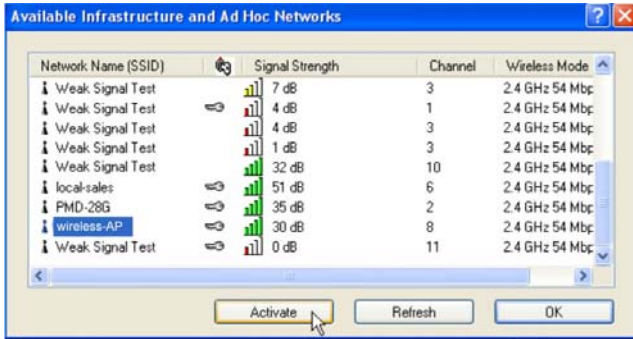 Available Infrastructure and Ad Hoc Networks
Network Name (SSID) Signal Strength Channel Wireless Mode
Weak Signal Test 7 dB 3 2.4 GHz 54 Mbp
Weak Signal Test 4 dB 1 2.4 GHz 54 Mbp
Weak Signal Test 4 dB 3 2.4 GHz 54 Mbp
Weak Signal Test 1 dB 3 2.4 GHz 54 Mbp
Weak Signal Test 32 dB 10 2.4 GHz 54 Mbp
local-sales 51 dB 6 2.4 GHz 54 Mbp
PMD-28G 35 dB 2 2.4 GHz 54 Mbp
wireless-AP 30 dB 8 2.4 GHz 54 Mbp
Weak Signal Test 0 dB 11 2.4 GHz 54 Mbp
Activate Refresh OK